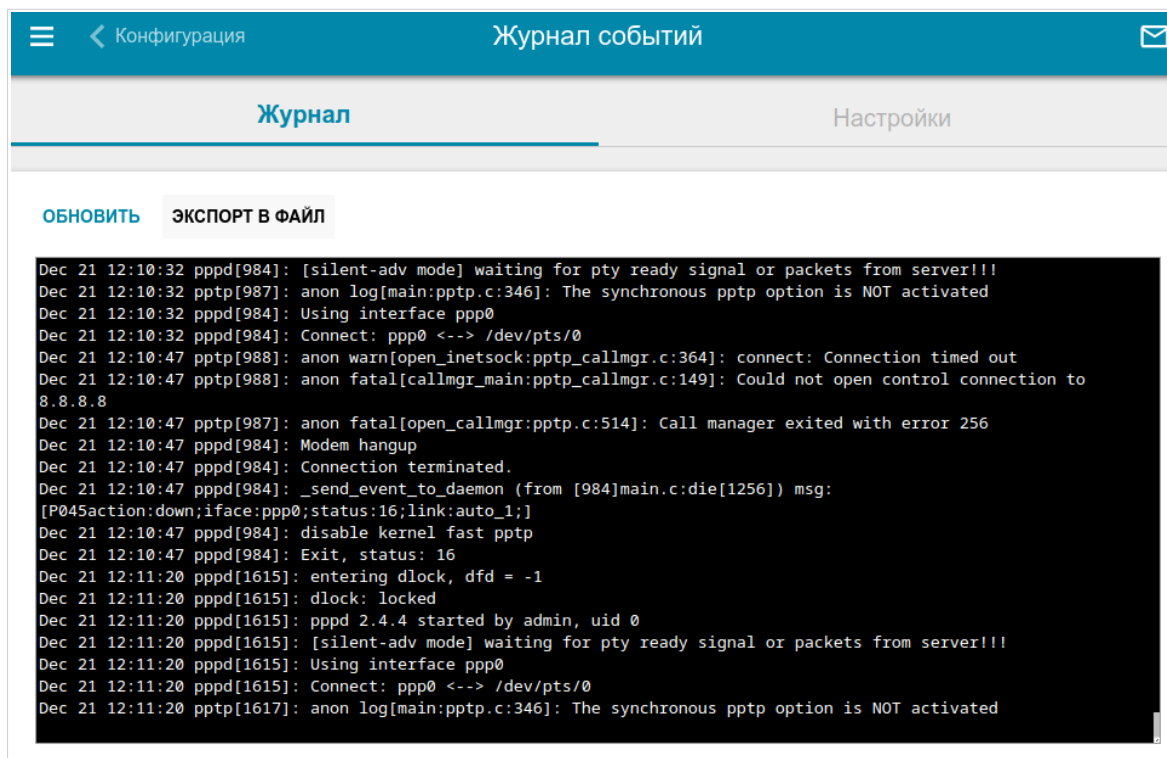 Конфигурация
Журнал событий
Журнал
Настройки
ОБНОВИТЬ
ЭКСПОРТ В ФАЙЛ
Dec 21 12:10:32 pppd[984]: [silent-adv mode] waiting for pty ready signal or packets from server!!!
Dec 21 12:10:32 pptp[987]: anon log[main:pptp.c:346]: The synchronous pptp option is NOT activated
Dec 21 12:10:32 pppd[984]: Using interface ppp0
Dec 21 12:10:32 pppd[984]: Connect: ppp0 <--> /dev/pts/0
Dec 21 12:10:47 pptp[988]: anon warn[open_inetsock:pptp_callmgr.c:364]: connect: Connection timed out
Dec 21 12:10:47 pptp[988]: anon fatal[callmgr_main:pptp_callmgr.c:149]: Could not open control connection to
8.8.8.8
Dec 21 12:10:47 pptp[987]: anon fatal[open_callmgr:pptp.c:514]: Call manager exited with error 256
Dec 21 12:10:47 pppd[984]: Modem hangup
Dec 21 12:10:47 pppd[984]: Connection terminated.
Dec 21 12:10:47 pppd[984]: _send_event_to_daemon (from [984]main.c:die[1256]) msg:
[P045action:down;iface:ppp0;status:16;link:auto_1;]
Dec 21 12:10:47 pppd[984]: disable kernel fast pptp
Dec 21 12:10:47 pppd[984]: Exit, status: 16
Dec 21 12:11:20 pppd[1615]: entering dlock, dfd = -1
Dec 21 12:11:20 pppd[1615]: dlock: locked
Dec 21 12:11:20 pppd[1615]: pppd 2.4.4 started by admin, uid 0
Dec 21 12:11:20 pppd[1615]: [silent-adv mode] waiting for pty ready signal or packets from server!!!
Dec 21 12:11:20 pppd[1615]: Using interface ppp0
Dec 21 12:11:20 pppd[1615]: Connect: ppp0 <--> /dev/pts/0
Dec 21 12:11:20 pptp[1617]: anon log[main:pptp.c:346]: The synchronous pptp option is NOT activated